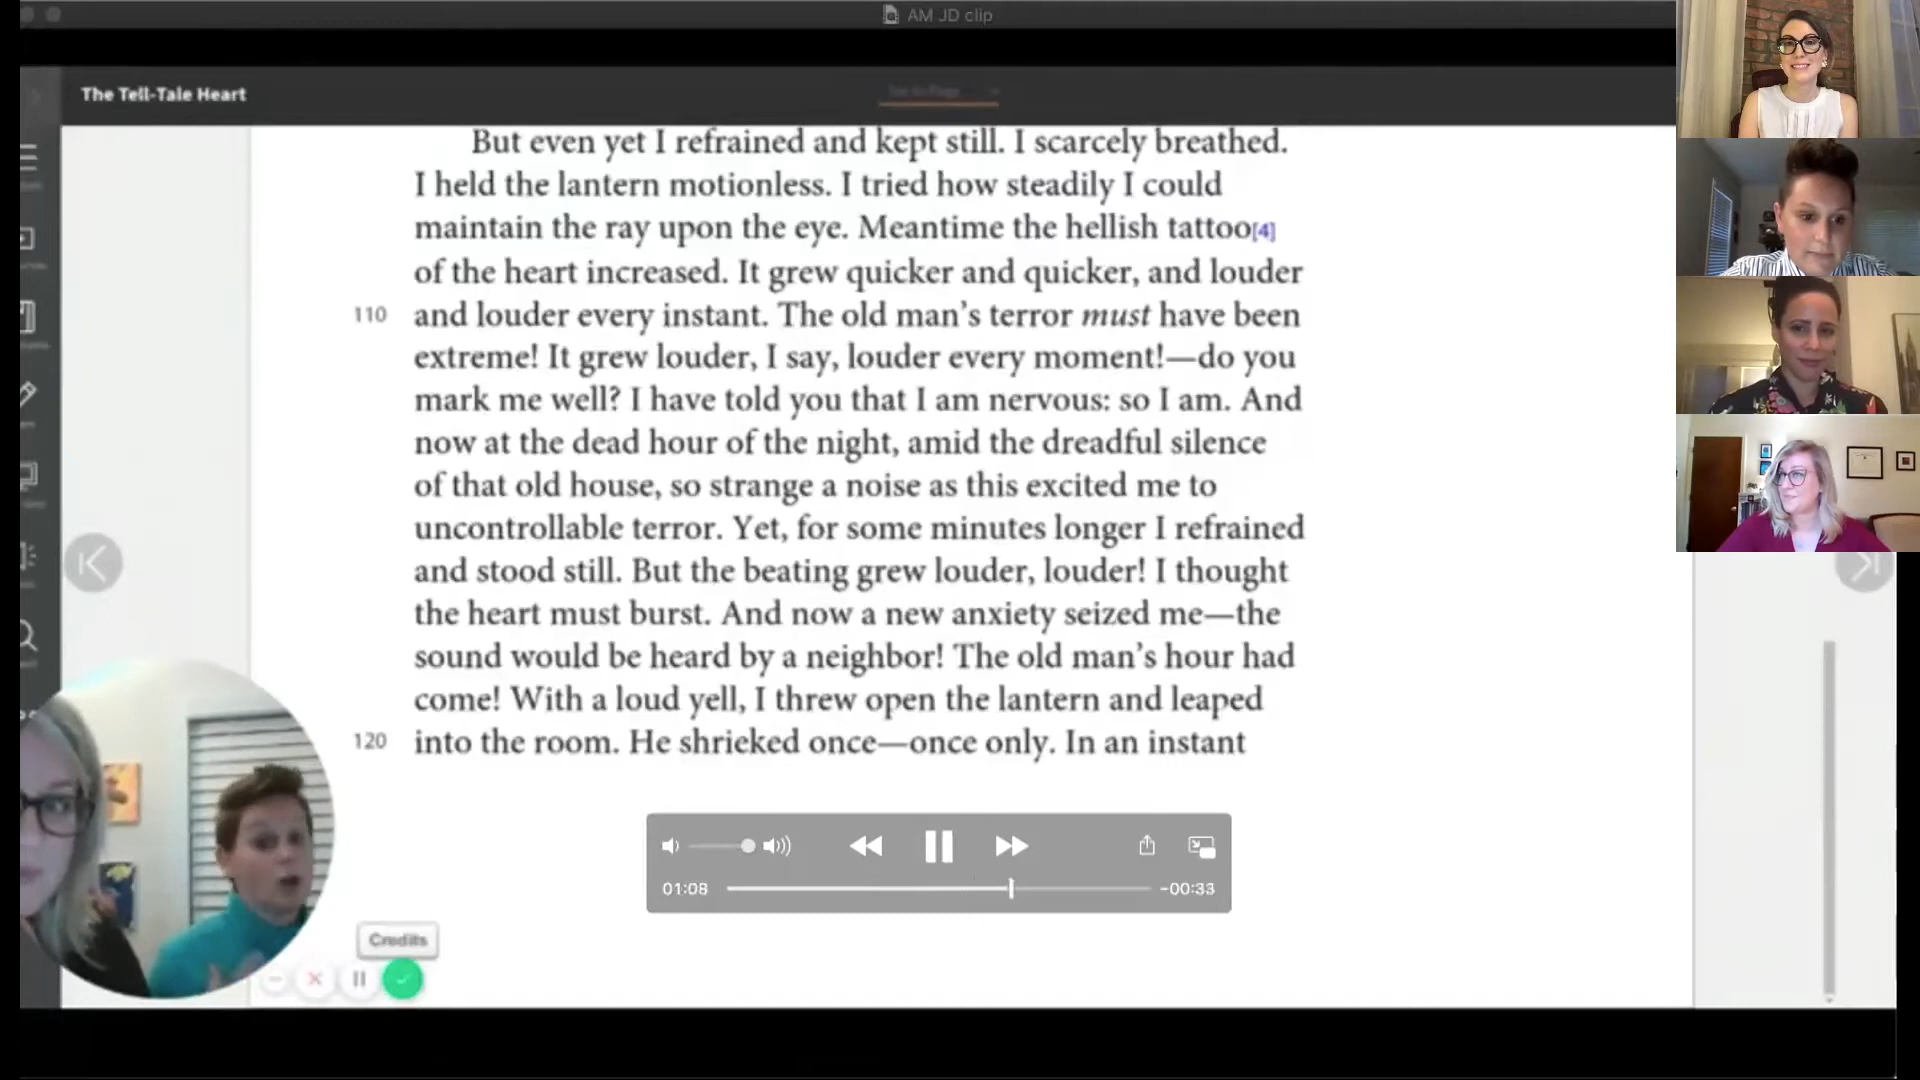 AM JD clip
The Tell-Tale Heart
But even yet I refrained and kept still. I scarcely breathed.
I held the lantern motionless. I tried how steadily I could
maintain the ray upon the eye. Meantime the hellish tattoo[4]
of the heart increased. It grew quicker and quicker, and louder
110 and louder every instant. The old man’s terror must have been
extreme! It grew louder, I say, louder every moment!—do you
mark me well? I have told you that I am nervous: so I am. And
now at the dead hour of the night, amid the dreadful silence
of that old house, so strange a noise as this excited me to
uncontrollable terror. Yet, for some minutes longer I refrained
and stood still. But the beating grew louder, louder! I thought
the heart must burst. And now a new anxiety seized me—the
sound would be heard by a neighbor! The old man’s hour had
come! With a loud yell, I threw open the lantern and leaped
120 into the room. He shrieked once—once only. In an instant
01:08
-00:33
Credits